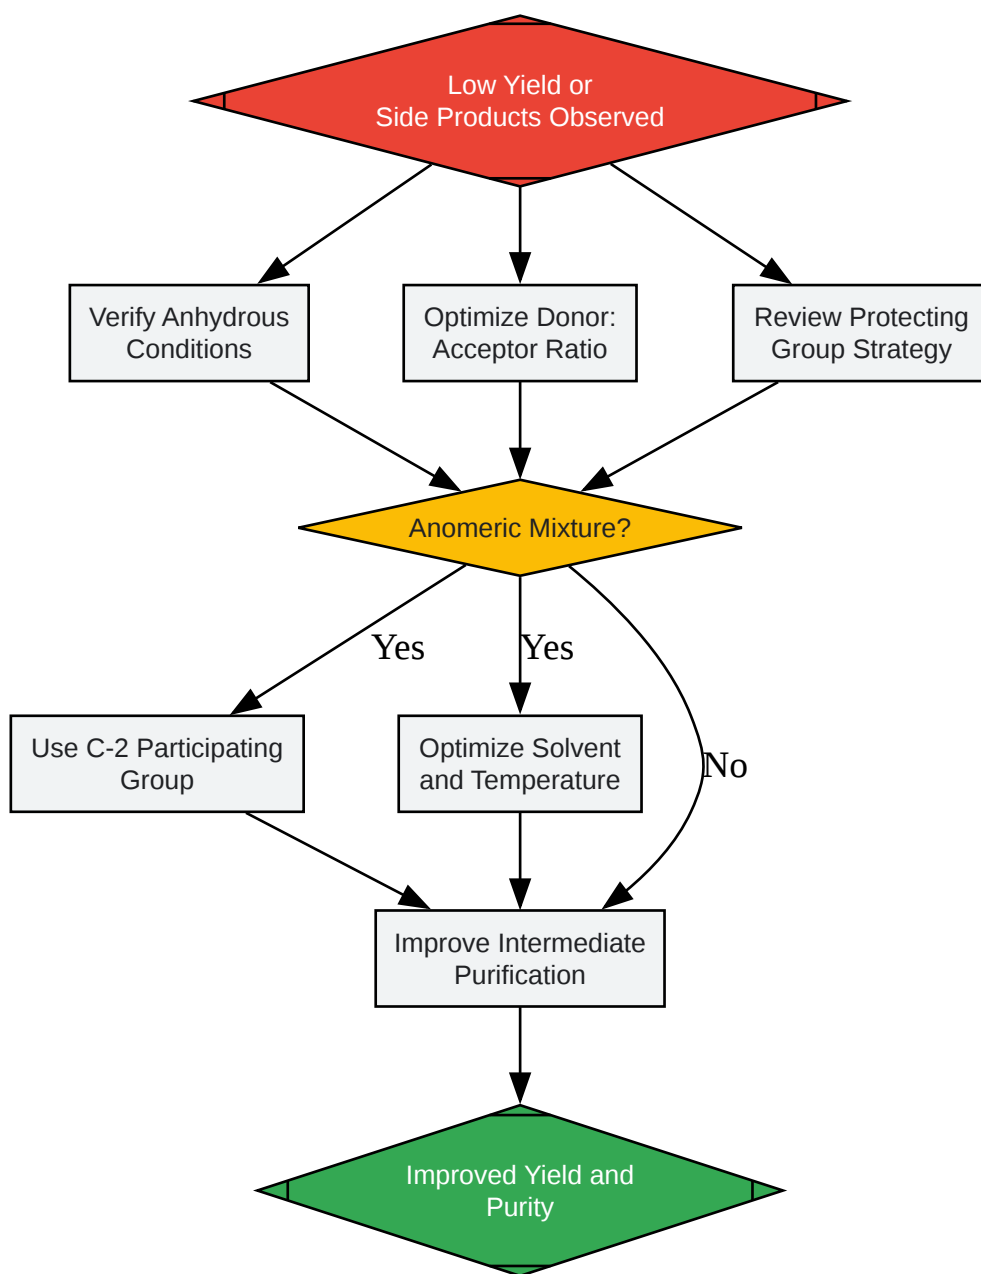 Low Yield or
Side Products Observed
Verify Anhydrous
Conditions
Optimize Donor:
Acceptor Ratio
Review Protecting
Group Strategy
Anomeric Mixture?
Yes
Yes
Use C-2 Participating
Group
Optimize Solvent
and Temperature
No
Improve Intermediate
Purification
Improved Yield and
Purity